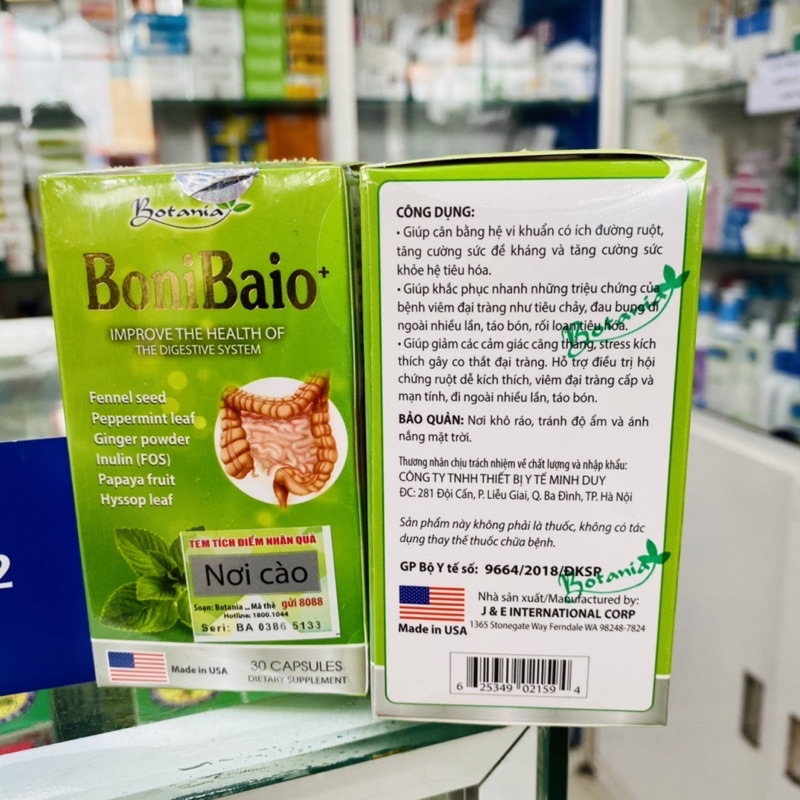 Botania
BoniBaio+
IMPROVE THE HEALTH OF
THE DIGESTIVE SYSTEM
Fennel seed
Peppermint leaf
Ginger powder
Inulin (FOS)
Papaya fruit
Hyssop leaf
TEM TÍCH ĐIỂM NHẬN QUÀ
Nơi cào
Soạn: Botania ... Mã thẻ gửi 8088
Hotline: 1800.1044
Seri: BA 0386 5133
Made in USA
30 CAPSULES
DIETARY SUPPLEMENT
2
CÔNG DỤNG:
• Giúp cân bằng hệ vi khuẩn có ích đường ruột,
tăng cường sức đề kháng và tăng cường sức
khỏe hệ tiêu hóa.
• Giúp khắc phục nhanh những triệu chứng của
bệnh viêm đại tràng như tiêu chảy, đau bụng đi
ngoài nhiều lần, táo bón, rối loạn tiêu hóa.
• Giúp giảm các cảm giác căng thẳng, stress kích
thích gây co thắt đại tràng. Hỗ trợ điều trị hội
chứng ruột dễ kích thích, viêm đại tràng cấp và
mạn tính, đi ngoài nhiều lần, táo bón.
Botania
BẢO QUẢN: Nơi khô ráo, tránh độ ẩm và ánh
nắng mặt trời.
Thương nhân chịu trách nhiệm về chất lượng và nhập khẩu:
CÔNG TY TNHH THIẾT BỊ Y TẾ MINH DUY
ĐC: 281 Đội Cấn, P. Liễu Giai, Q. Ba Đình, TP. Hà Nội
Sản phẩm này không phải là thuốc, không có tác
dụng thay thế thuốc chữa bệnh.
GP Bộ Y tế số: 9664/2018/ĐKSP
Botania
Nhà sản xuất/Manufactured by:
J & E INTERNATIONAL CORP
Made in USA
1365 Stonegate Way Ferndale WA 98248-7824
6 25349 02159 4